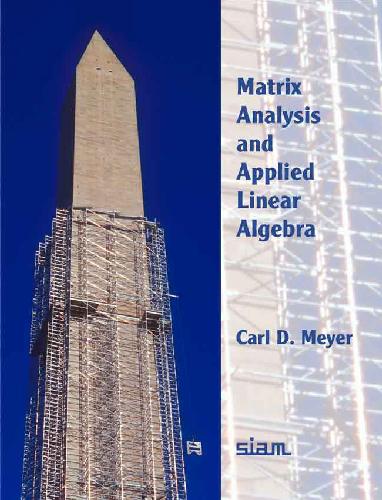 Matrix
Analysis
and
Applied
Linear
Algebra
Carl D. Meyer
siam